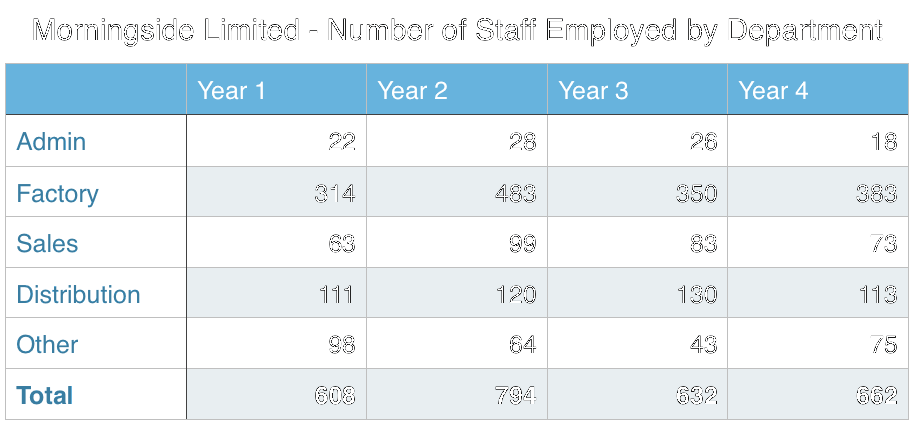 Morningside Limited - Number of Staff Employed by Department
Year 1 Year 2 Year 3 Year 4
Admin 22 28 26 18
Factory 314 483 350 383
Sales 63 99 83 73
Distribution 111 120 130 113
Other 98 64 43 75
Total 608 794 632 662